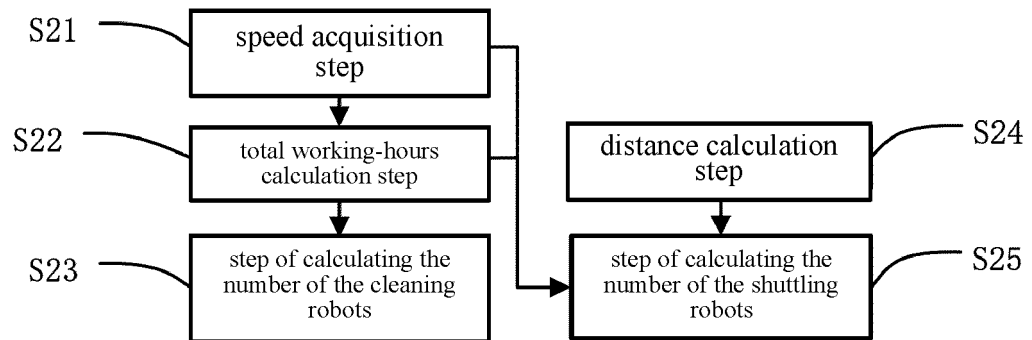 S21
speed acquisition
step
S22
total working-hours
calculation step
S23
step of calculating the
number of the cleaning
robots
distance calculation
step
S24
step of calculating the
number of the shuttling
robots
S25